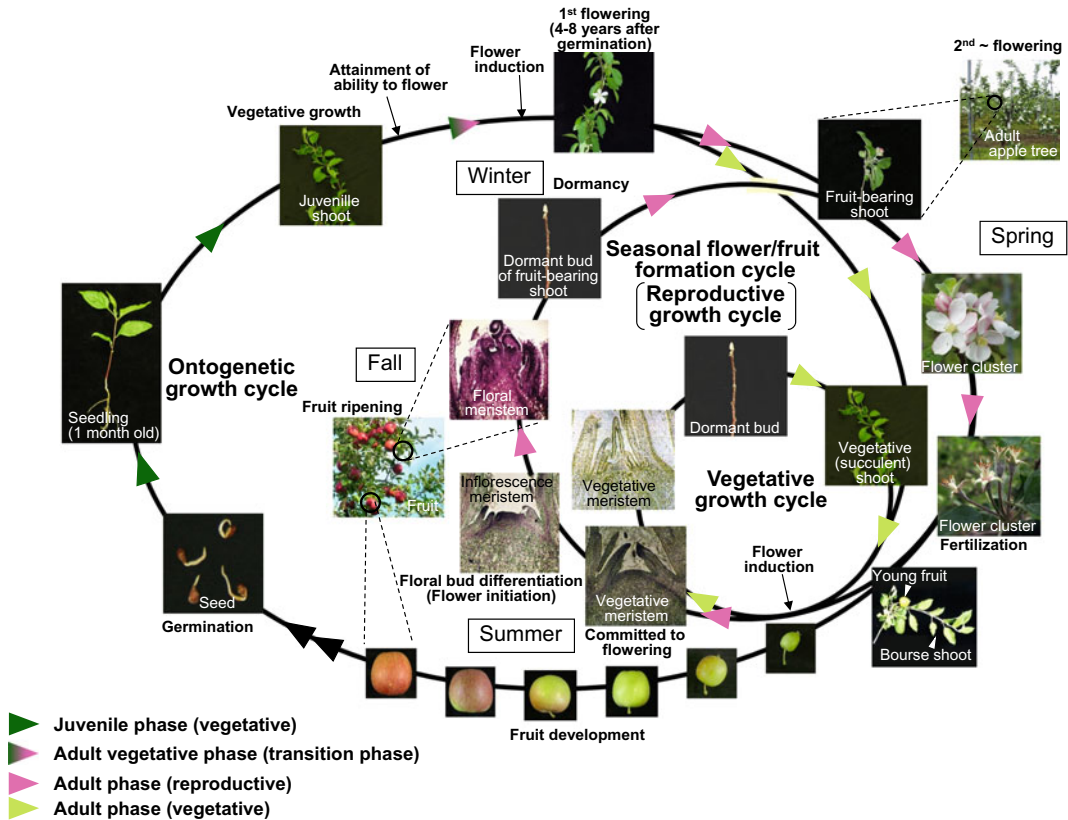 1st flowering
(4-8 years after
germination)
2nd ~ flowering
Flower
induction
Attainment of
ability to flower
Vegetative growth
Adult
apple tree
Juvenille
shoot
Winter
Dormancy
Fruit-bearing
shoot
Spring
Dormant bud
of fruit-bearing
shoot
Seasonal flower/fruit
formation cycle
Reproductive
growth cycle
Ontogenetic
growth cycle
Fall
Floral
meristem
Flower cluster
Seedling
(1 month old)
Fruit ripening
Dormant bud
Vegetative
(succulent)
shoot
Vegetative
meristem
Vegetative
growth cycle
Inflorescence
meristem
Fruit
Flower cluster
Fertilization
Flower
induction
Floral bud differentiation
(Flower initiation)
Vegetative
meristem
Young fruit
Bourse shoot
Seed
Germination
Summer
Committed to
flowering
Fruit development
Juvenile phase (vegetative)
Adult vegetative phase (transition phase)
Adult phase (reproductive)
Adult phase (vegetative)